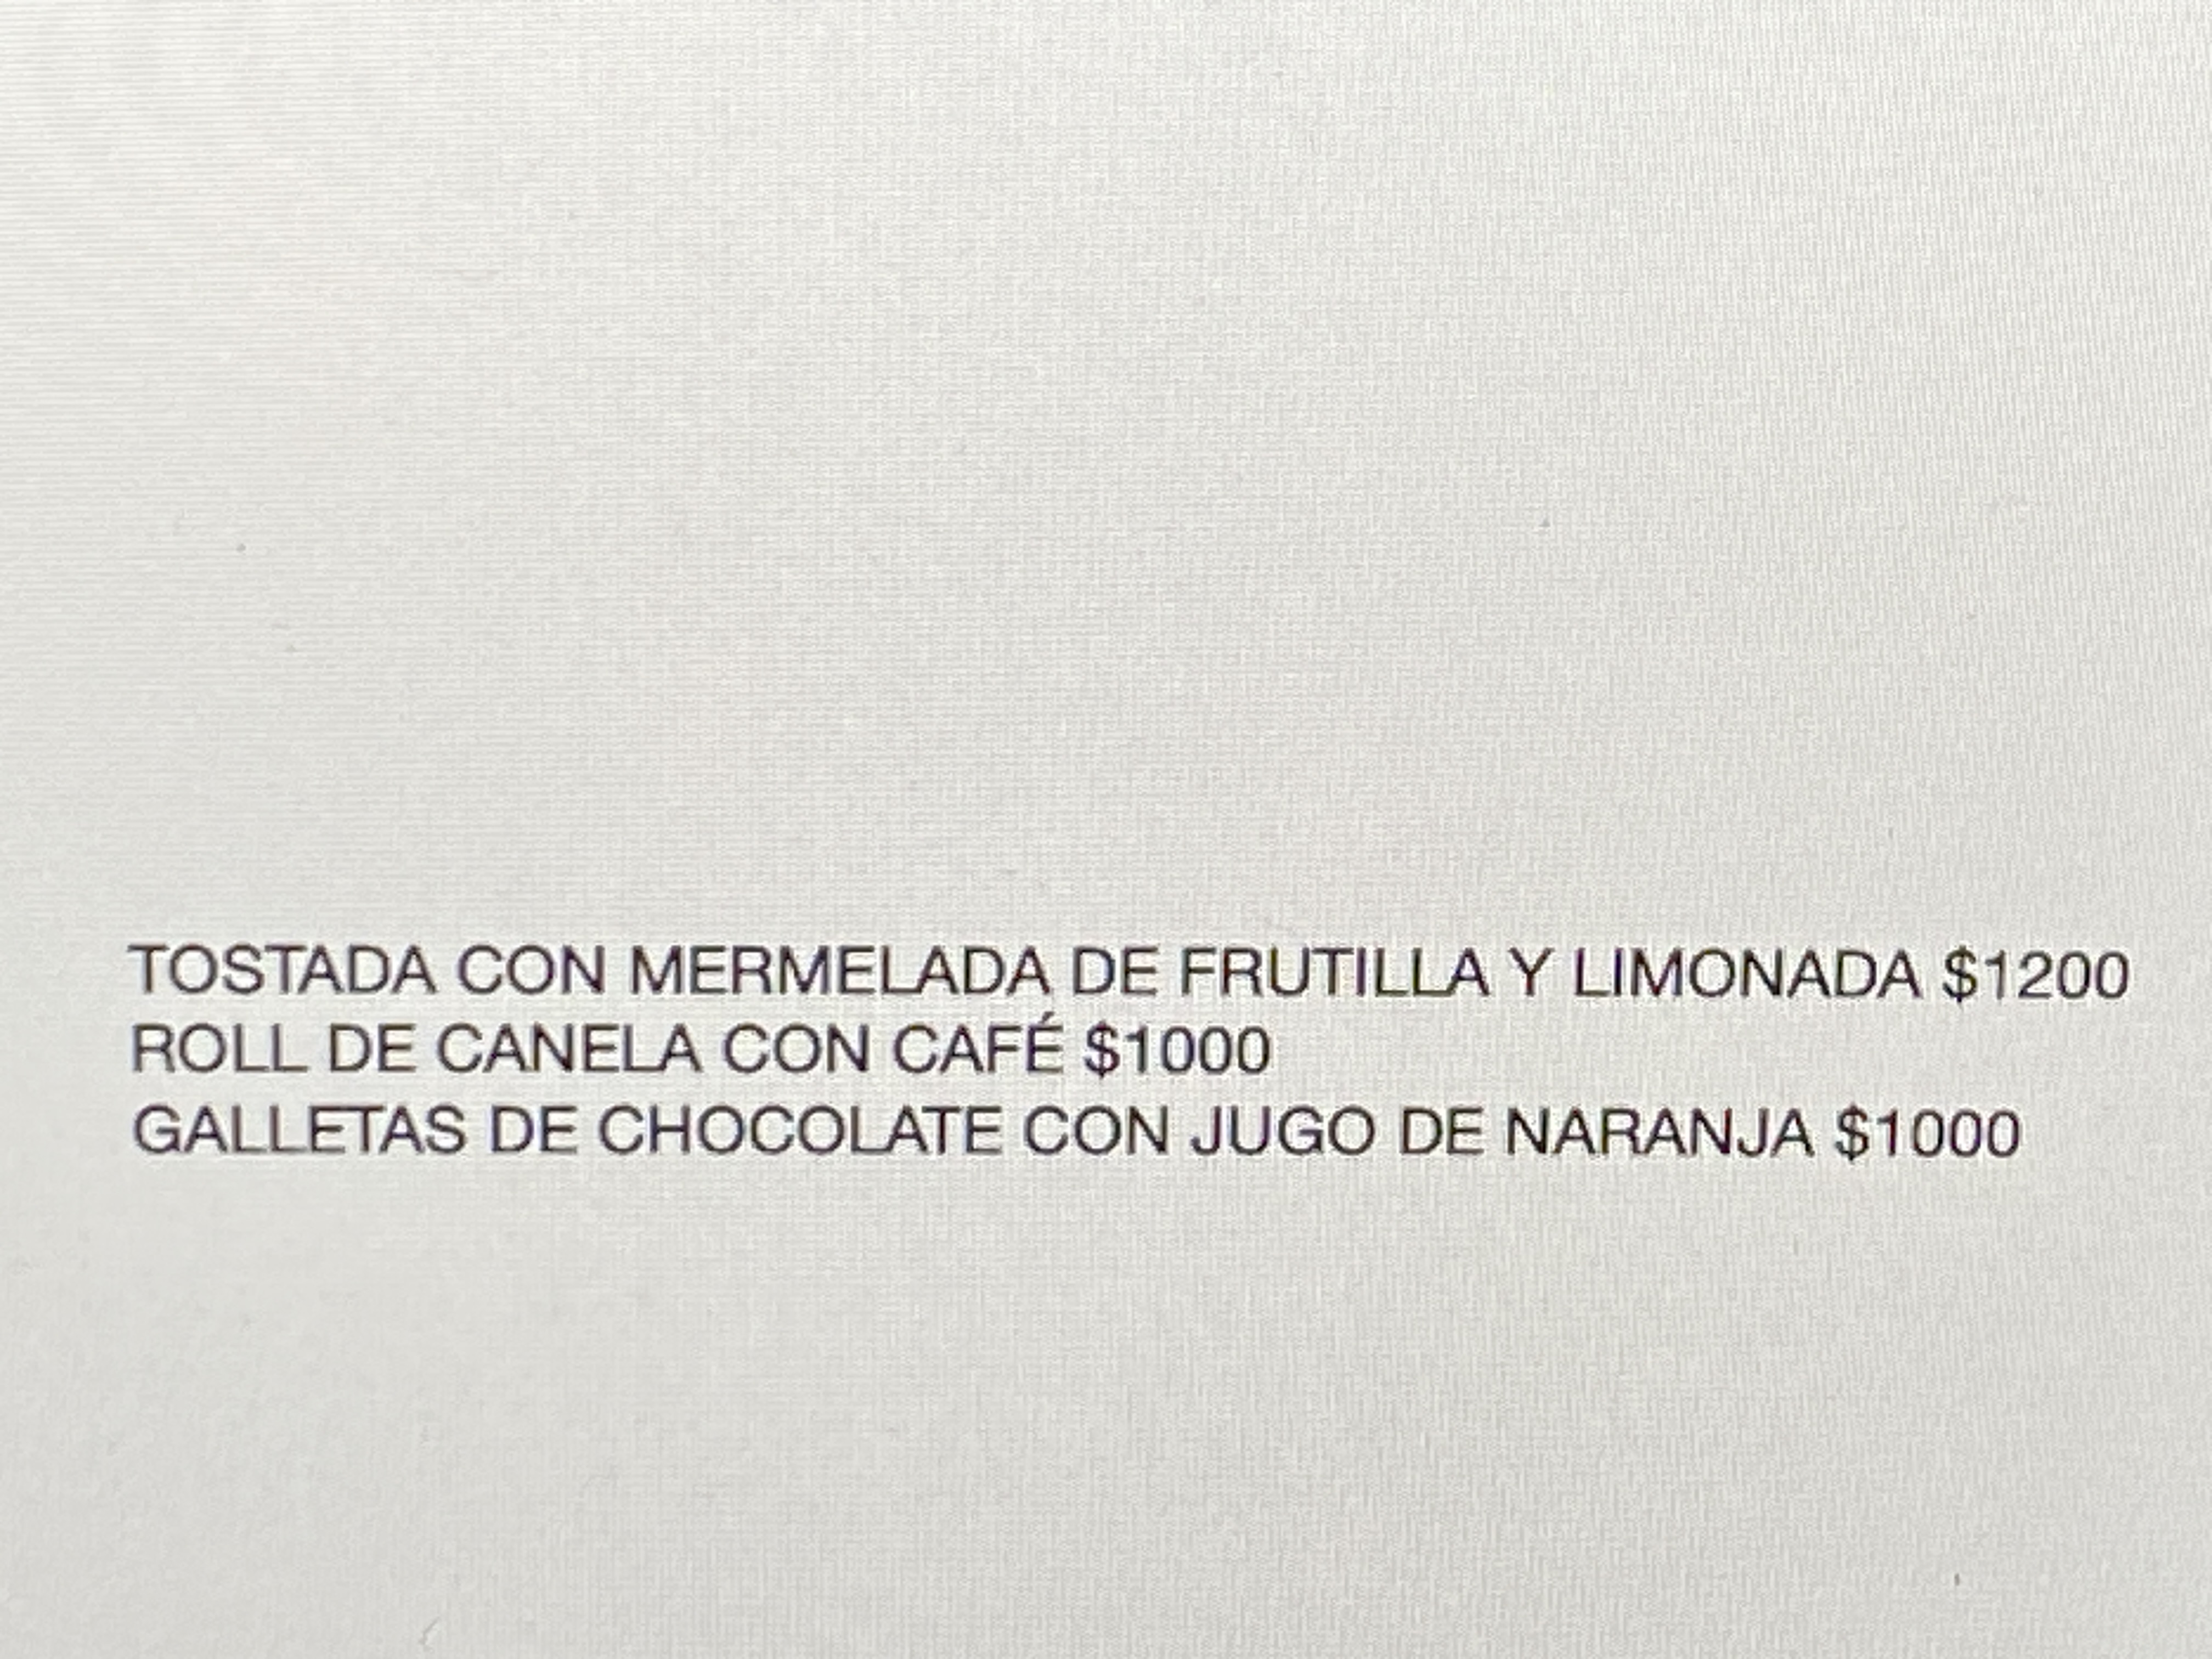 TOSTADA CON MERMELADA DE FRUTILLA Y LIMONADA $1200
ROLL DE CANELA CON CAFÉ $1000
GALLETAS DE CHOCOLATE CON JUGO DE NARANJA $1000